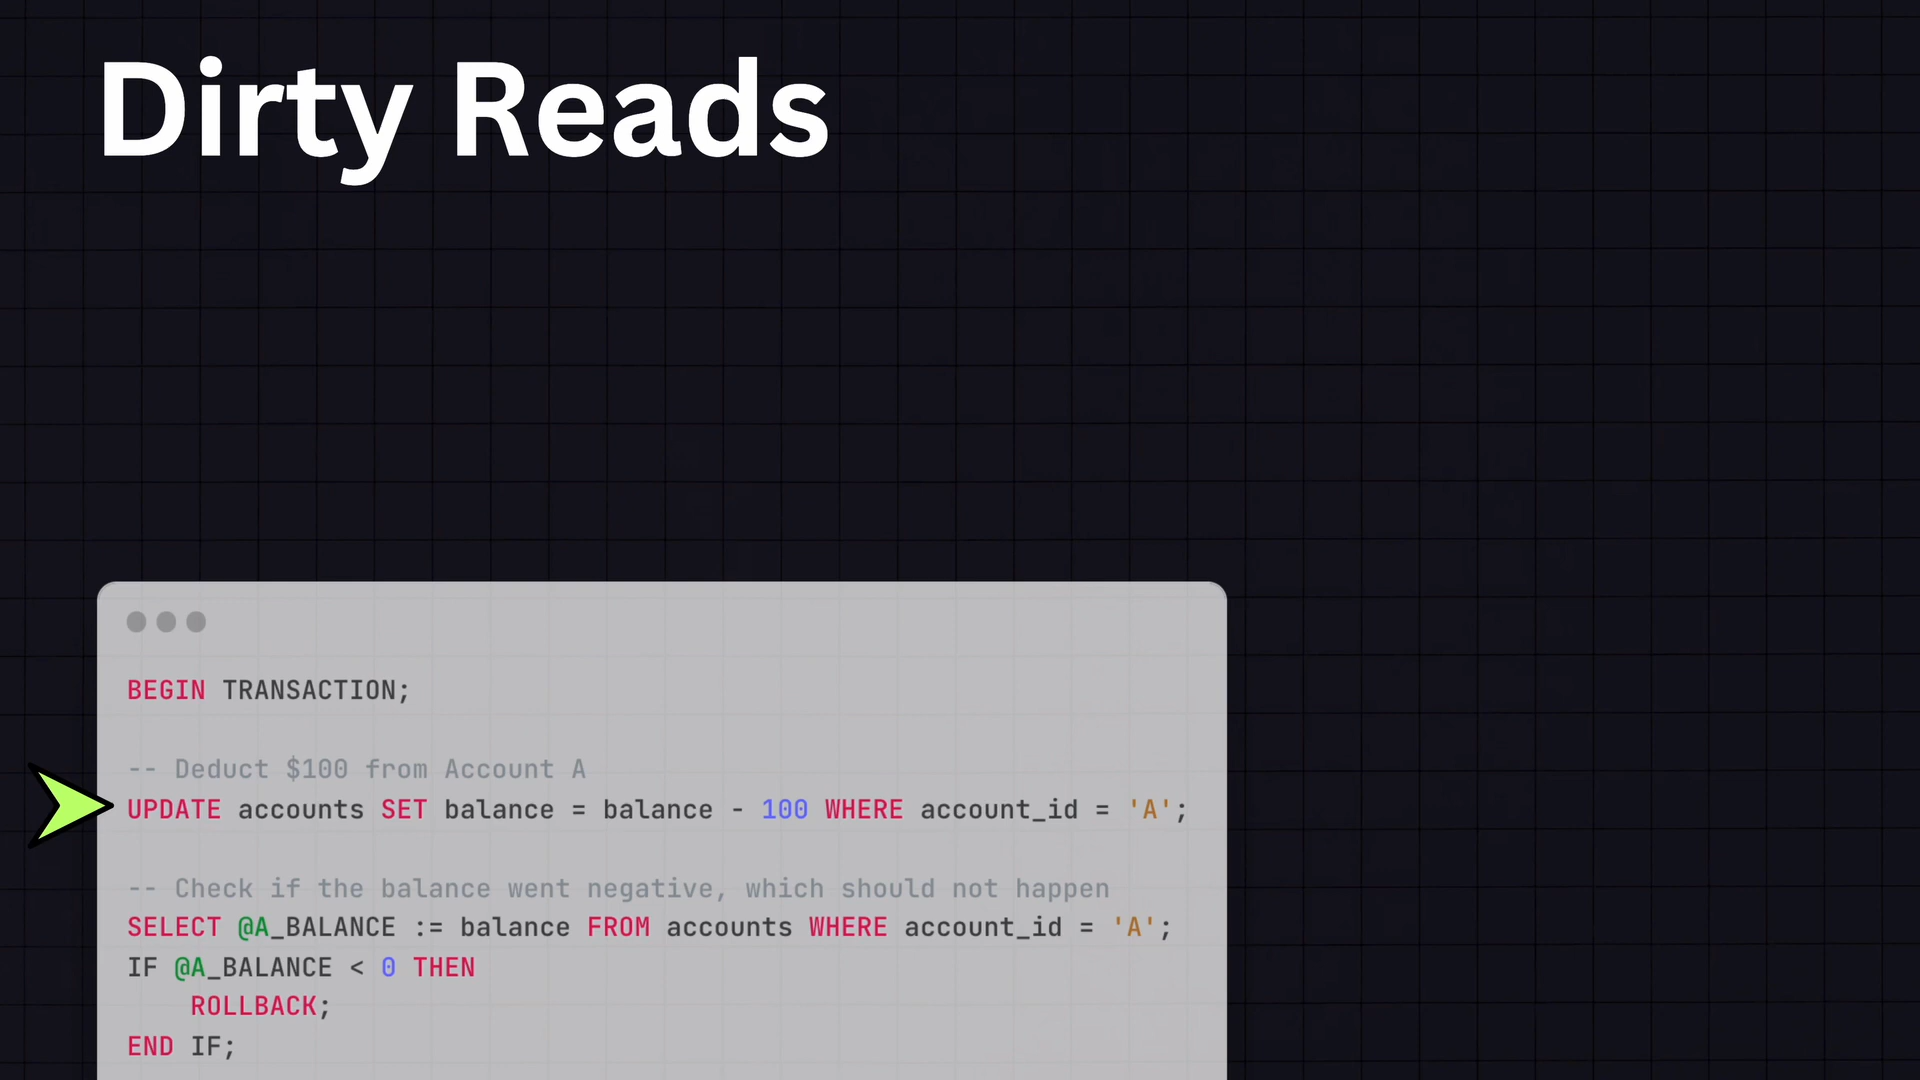 Dirty Reads
BEGIN TRANSACTION;
-- Deduct $100 from Account A
UPDATE accounts SET balance = balance - 100 WHERE account_id = 'A';
-- Check if the balance went negative, which should not happen
SELECT @A_BALANCE := balance FROM accounts WHERE account_id = 'A';
IF @A_BALANCE < 0 THEN
    ROLLBACK;
END IF;